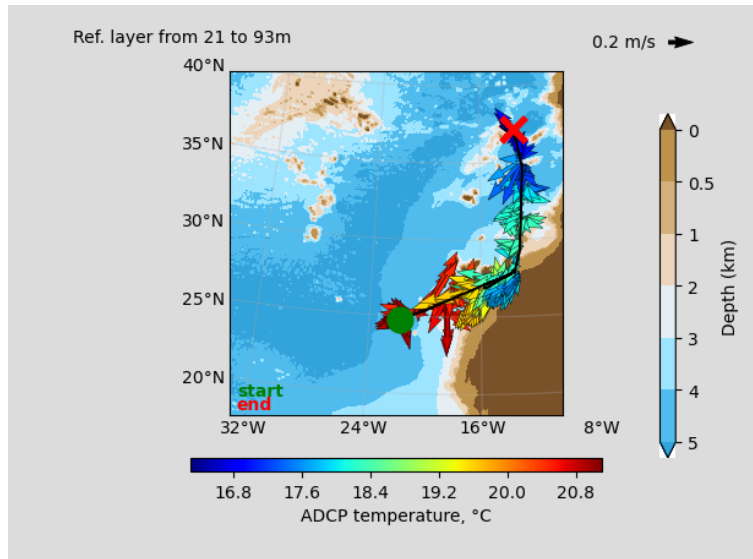 Ref. layer from 21 to 93m
0.2 m/s
40°N
35°N
30°N
25°N
20°N
start
end
32°W 24°W 16°W 8°W
0
0.5
1
2
3
4
5
Depth (km)
16.8 17.6 18.4 19.2 20.0 20.8
ADCP temperature, °C